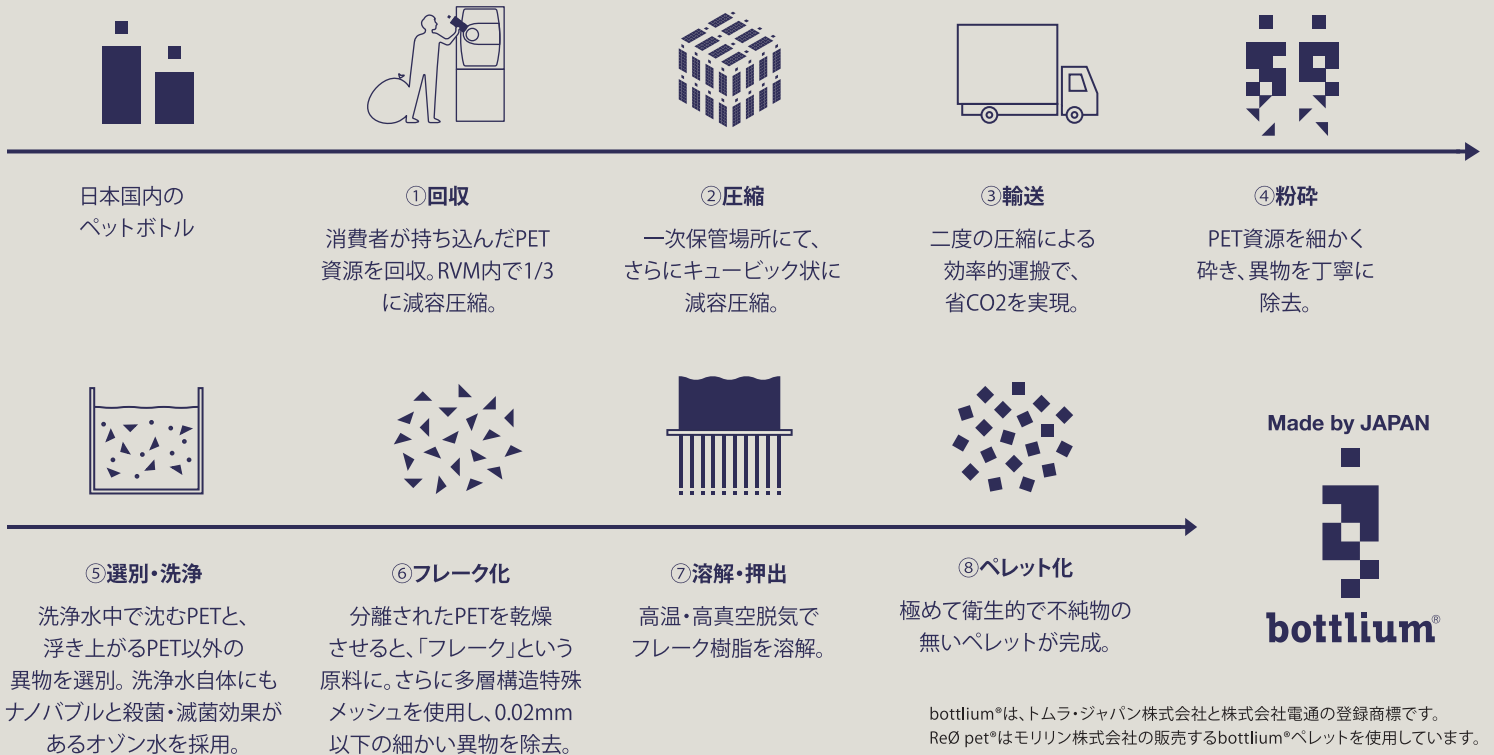 日本国内の
ペットボトル
①回収
消費者が持ち込んだPET
資源を回収。RVM内で1/3
に減容圧縮。
②圧縮
一次保管場所にて、
さらにキュービック状に
減容圧縮。
③輸送
二度の圧縮による
効率的運搬で、
省CO2を実現。
④粉砕
PET資源を細かく
砕き、異物を丁寧に
除去。
⑤選別・洗浄
洗浄水中で沈むPETと、
浮き上がるPET以外の
異物を選別。洗浄水自体にも
ナノバブルと殺菌・滅菌効果が
あるオゾン水を採用。
⑥フレーク化
分離されたPETを乾燥
させると、「フレーク」という
原料に。さらに多層構造特殊
メッシュを使用し、0.02mm
以下の細かい異物を除去。
⑦溶解・押出
高温・高真空脱気で
フレーク樹脂を溶解。
⑧ペレット化
極めて衛生的で不純物の
無いペレットが完成。
Made by JAPAN
bottlium®
bottlium®は、トムラ・ジャパン株式会社と株式会社電通の登録商標です。
ReØ pet®はモリリン株式会社の販売するbottlium®ペレットを使用しています。